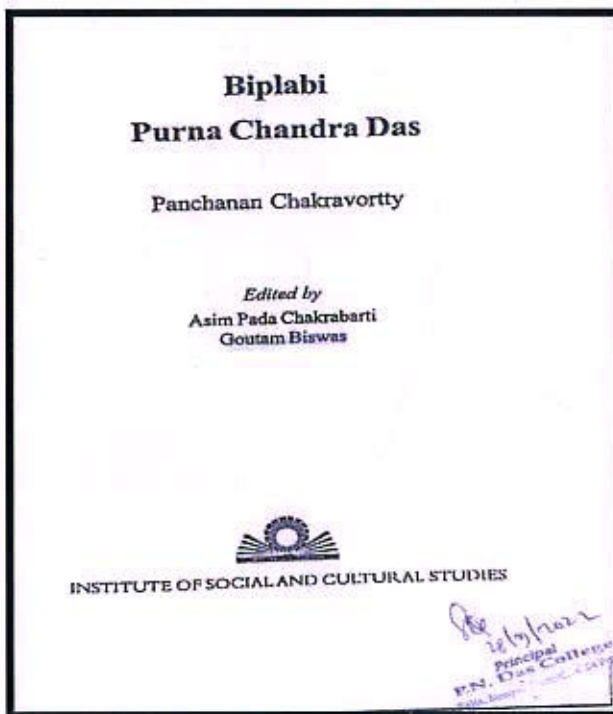 Biplabi
Purna Chandra Das
Panchanan Chakravortty
Edited by
Asim Pada Chakrabarti
Goutam Biswas
INSTITUTE OF SOCIAL AND CULTURAL STUDIES
Principal
P.N. Das College